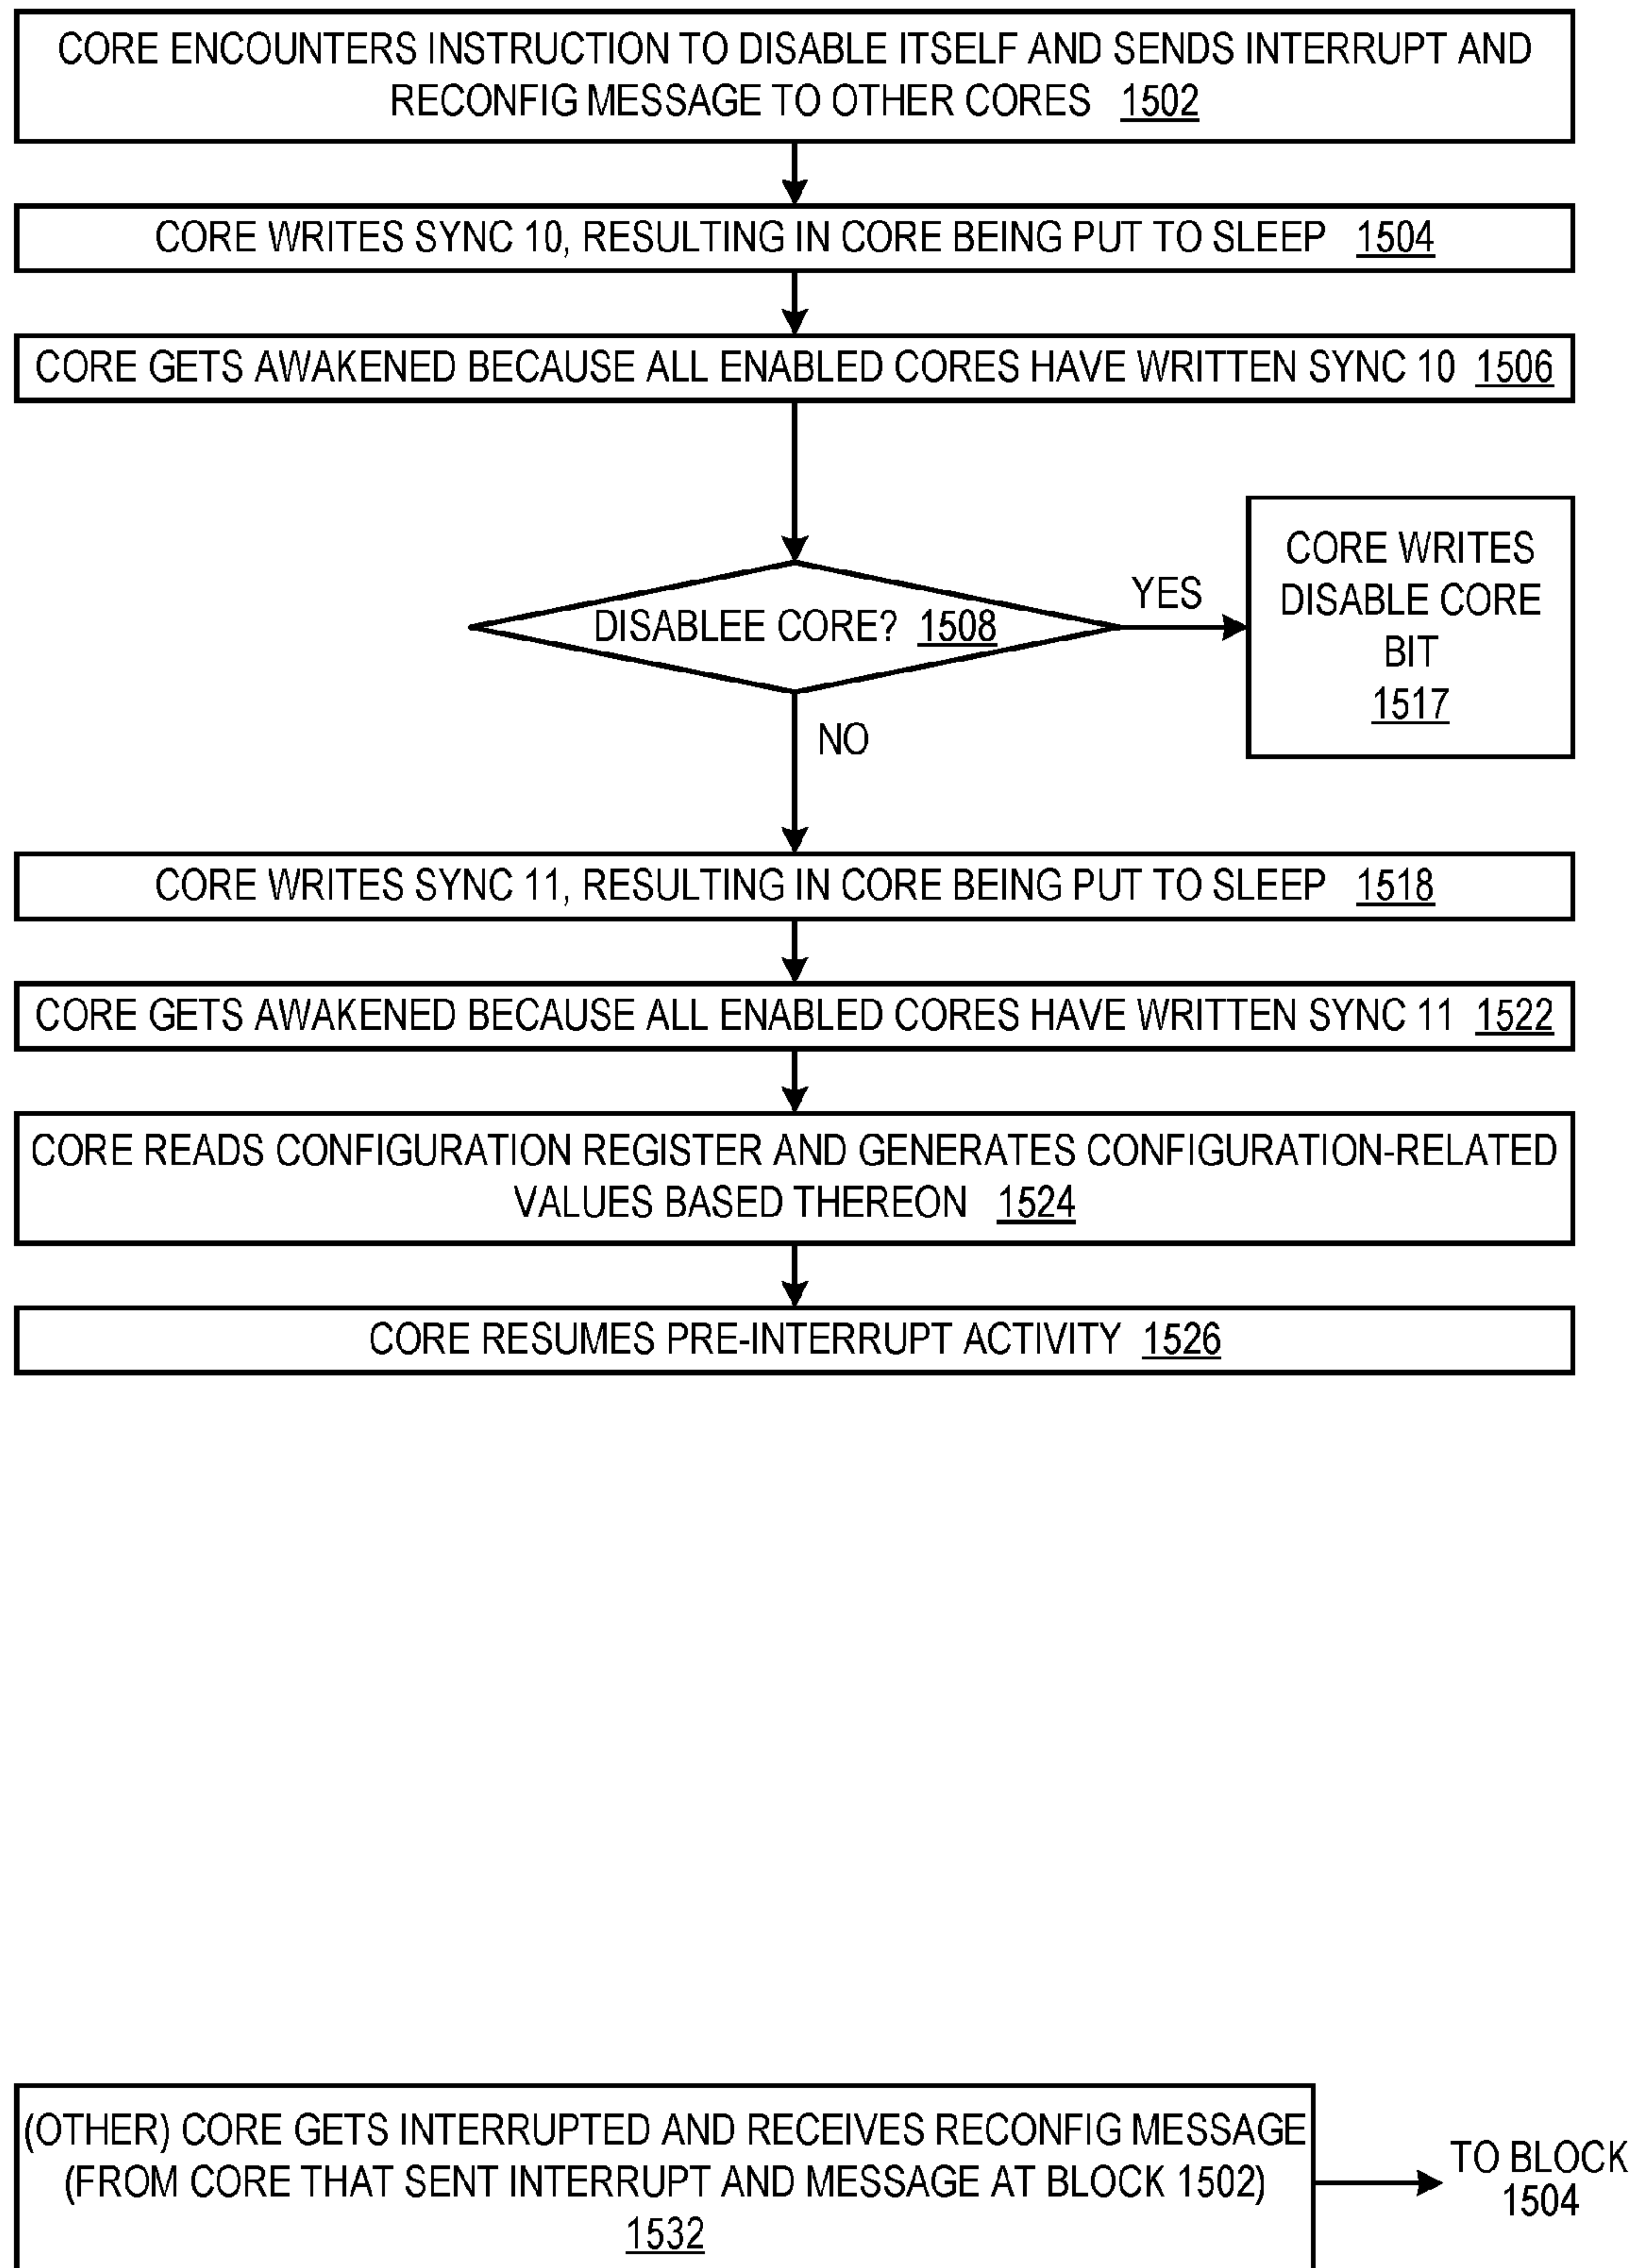 CORE ENCOUNTERS INSTRUCTION TO DISABLE ITSELF AND SENDS INTERRUPT AND
RECONFIG MESSAGE TO OTHER CORES 1502
CORE WRITES SYNC 10, RESULTING IN CORE BEING PUT TO SLEEP 1504
CORE GETS AWAKENED BECAUSE ALL ENABLED CORES HAVE WRITTEN SYNC 10 1506
DISABLEE CORE? 1508
YES
CORE WRITES
DISABLE CORE
BIT
1517
NO
CORE WRITES SYNC 11, RESULTING IN CORE BEING PUT TO SLEEP 1518
CORE GETS AWAKENED BECAUSE ALL ENABLED CORES HAVE WRITTEN SYNC 11 1522
CORE READS CONFIGURATION REGISTER AND GENERATES CONFIGURATION-RELATED
VALUES BASED THEREON 1524
CORE RESUMES PRE-INTERRUPT ACTIVITY 1526
(OTHER) CORE GETS INTERRUPTED AND RECEIVES RECONFIG MESSAGE
(FROM CORE THAT SENT INTERRUPT AND MESSAGE AT BLOCK 1502)
1532
TO BLOCK
1504